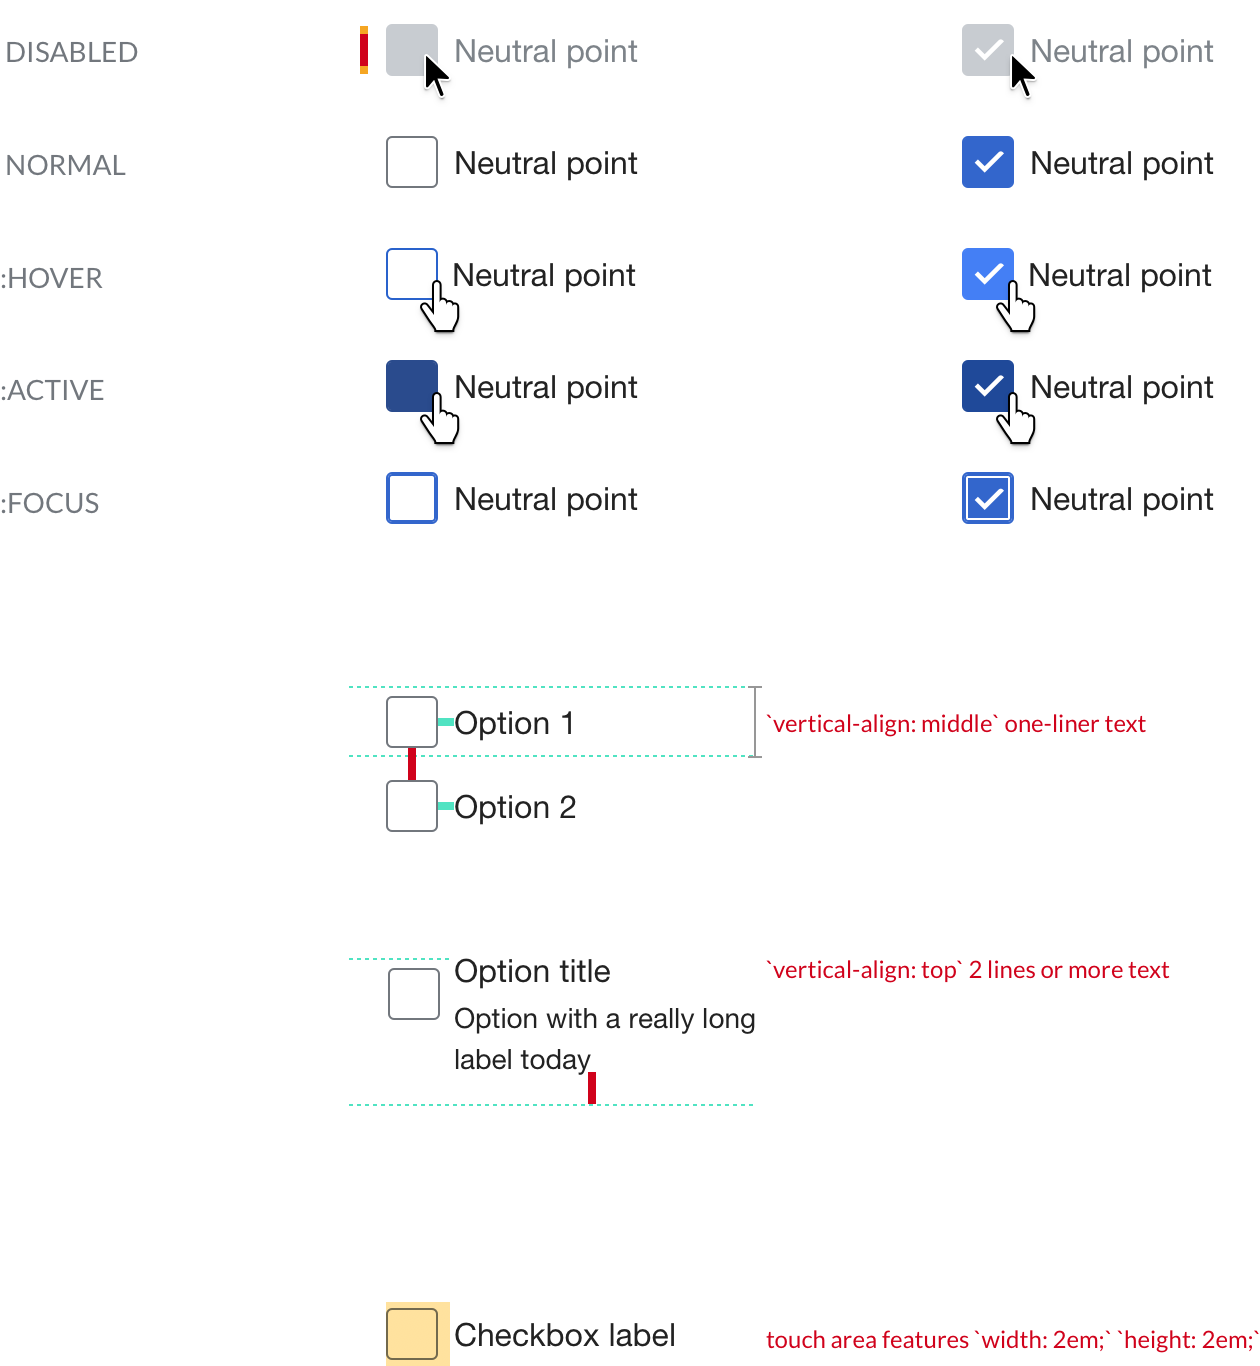 DISABLED Neutral point Neutral point
NORMAL Neutral point Neutral point
:HOVER Neutral point Neutral point
:ACTIVE Neutral point Neutral point
:FOCUS Neutral point Neutral point
Option 1 `vertical-align: middle` one-liner text
Option 2
Option title `vertical-align: top` 2 lines or more text
Option with a really long
label today
Checkbox label touch area features `width: 2em;` `height: 2em;`